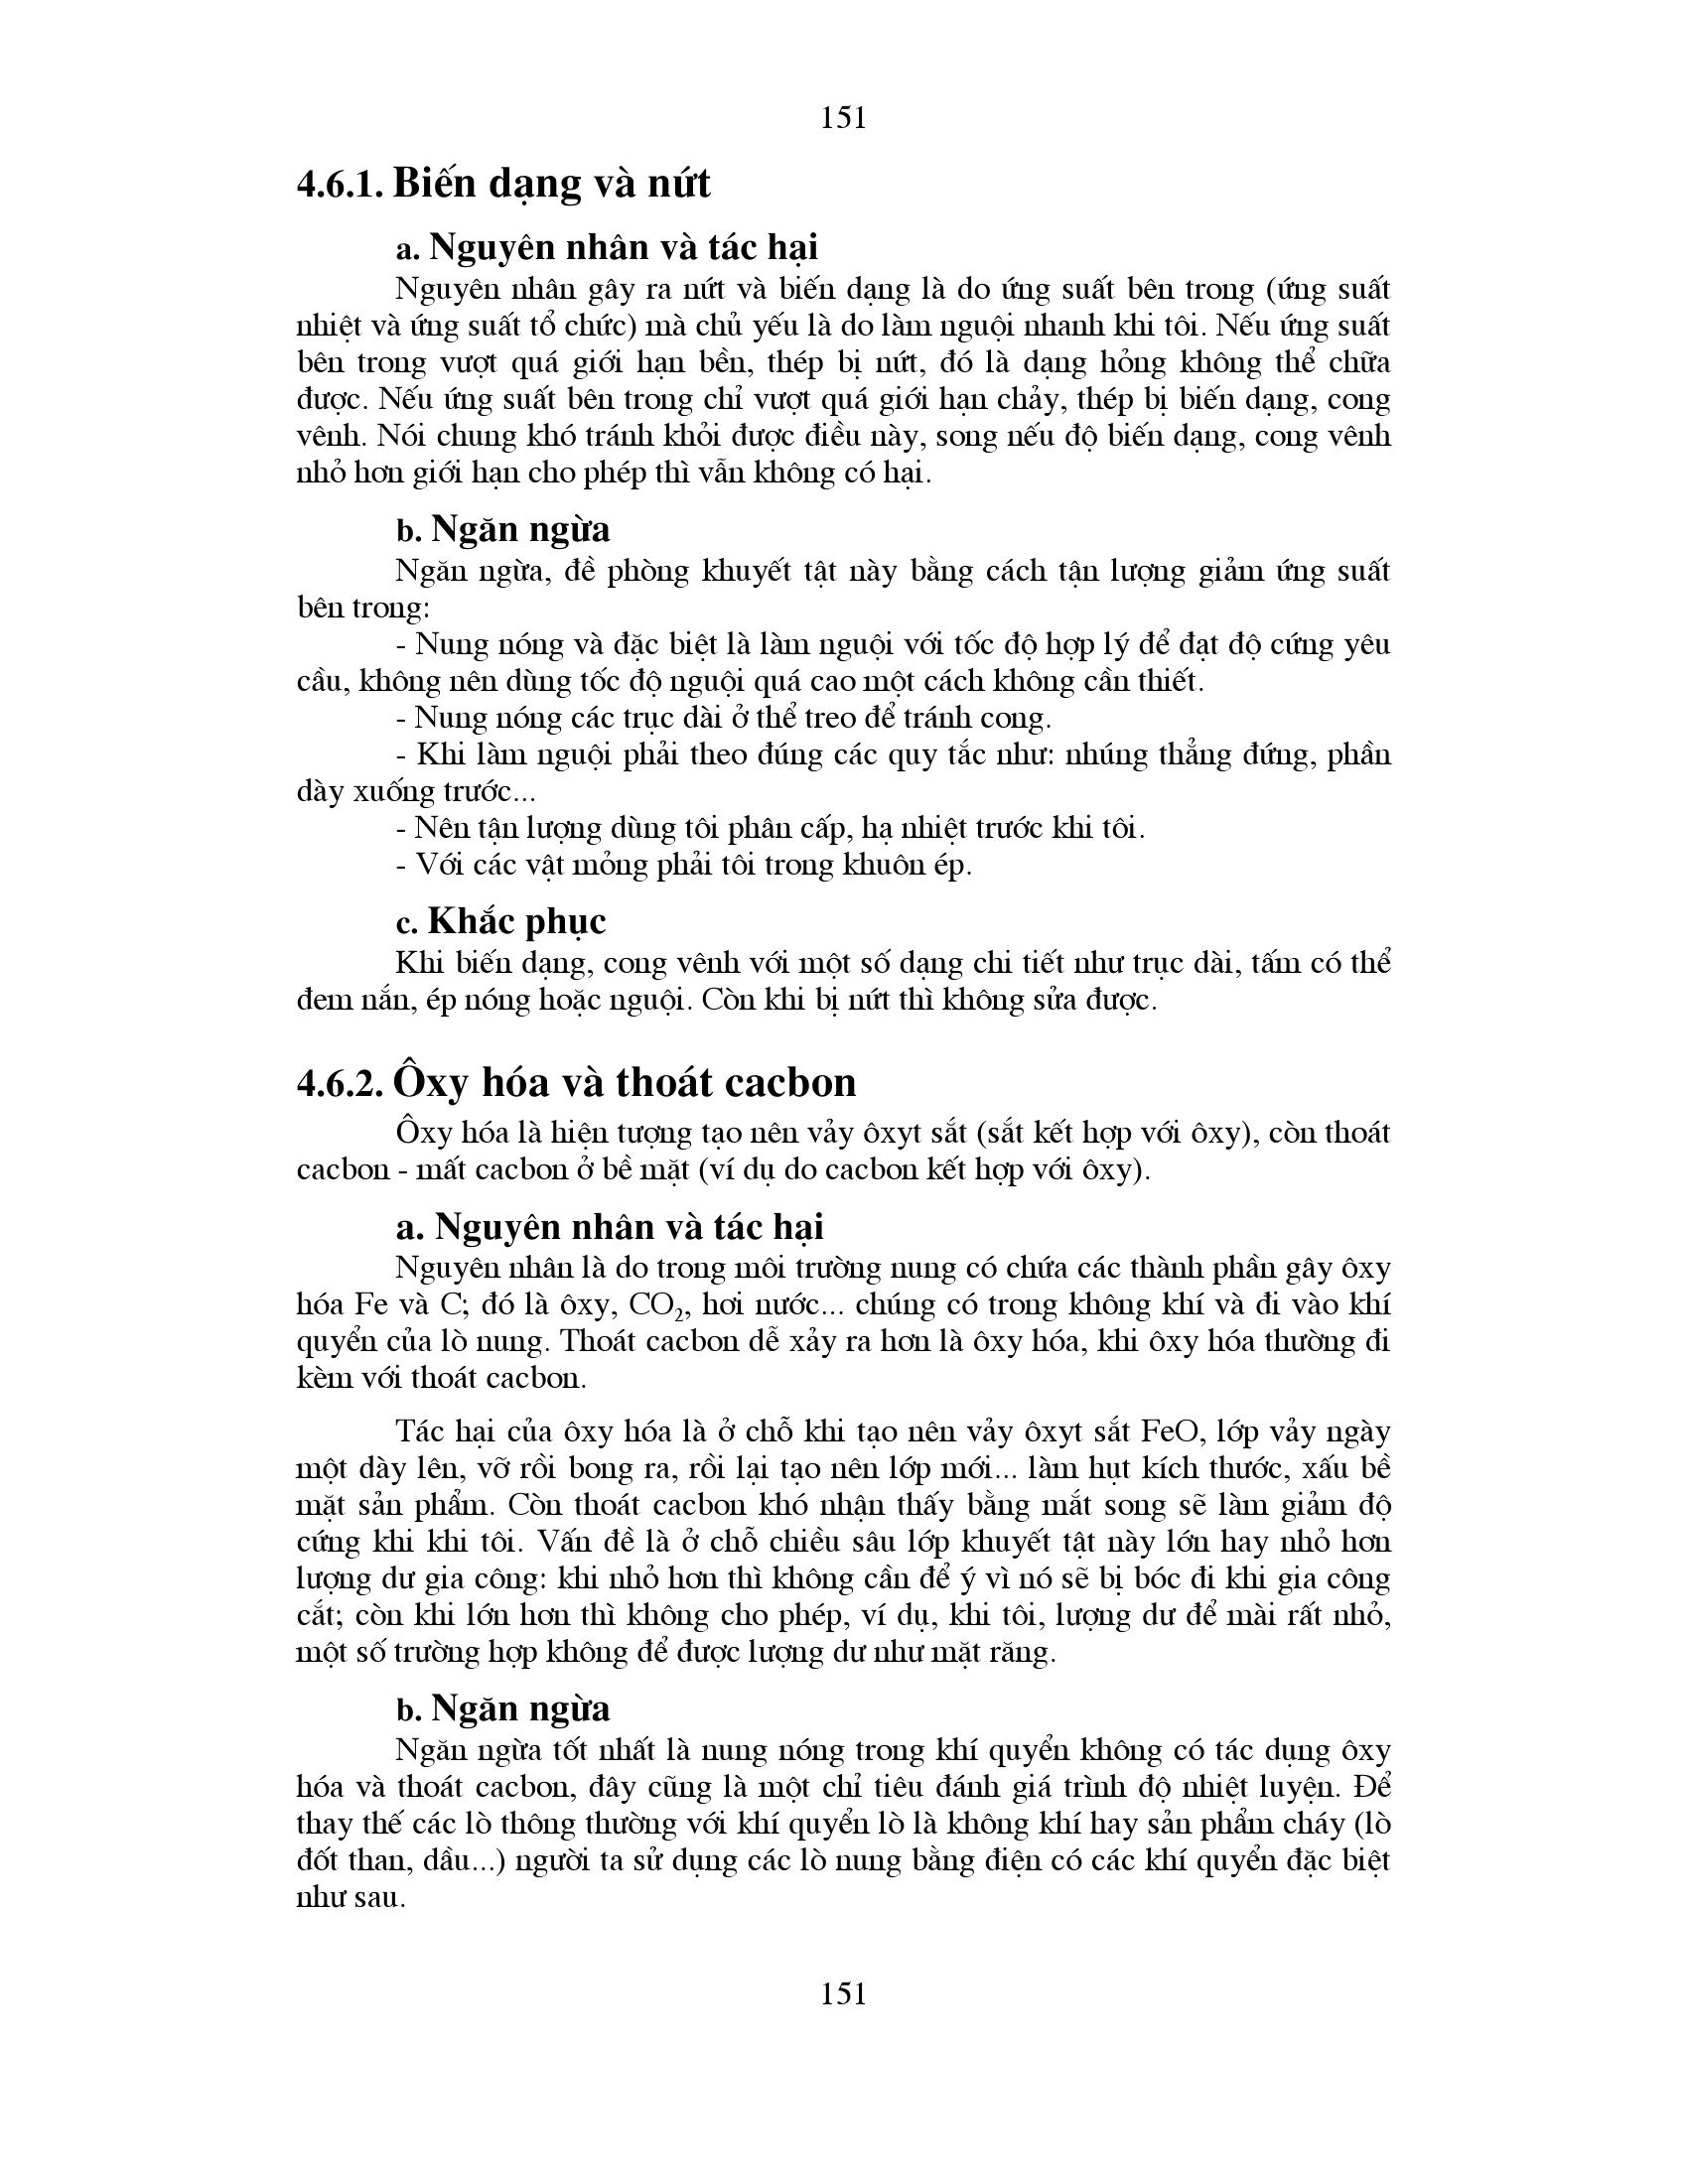 151
4.6.1. Biến dạng và nứt
a. Nguyên nhân và tác hại
Nguyên nhân gây ra nứt và biến dạng là do ứng suất bên trong (ứng suất
nhiệt và ứng suất tổ chức) mà chủ yếu là do làm nguội nhanh khi tôi. Nếu ứng suất
bên trong vượt quá giới hạn bền, thép bị nứt, đó là dạng hỏng không thể chữa
được. Nếu ứng suất bên trong chỉ vượt quá giới hạn chảy, thép bị biến dạng, cong
vênh. Nói chung khó tránh khỏi được điều này, song nếu độ biến dạng, cong vênh
nhỏ hơn giới hạn cho phép thì vẫn không có hại.
b. Ngăn ngừa
Ngăn ngừa, đề phòng khuyết tật này bằng cách tận lượng giảm ứng suất
bên trong:
- Nung nóng và đặc biệt là làm nguội với tốc độ hợp lý để đạt độ cứng yêu
cầu, không nên dùng tốc độ nguội quá cao một cách không cần thiết.
- Nung nóng các trục dài ở thể treo để tránh cong.
- Khi làm nguội phải theo đúng các quy tắc như: nhúng thẳng đứng, phần
dày xuống trước...
- Nên tận lượng dùng tôi phân cấp, hạ nhiệt trước khi tôi.
- Với các vật mỏng phải tôi trong khuôn ép.
c. Khắc phục
Khi biến dạng, cong vênh với một số dạng chi tiết như trục dài, tấm có thể
đem nắn, ép nóng hoặc nguội. Còn khi bị nứt thì không sửa được.
4.6.2. Ôxy hóa và thoát cacbon
Ôxy hóa là hiện tượng tạo nên vảy ôxyt sắt (sắt kết hợp với ôxy), còn thoát
cacbon - mất cacbon ở bề mặt (ví dụ do cacbon kết hợp với ôxy).
a. Nguyên nhân và tác hại
Nguyên nhân là do trong môi trường nung có chứa các thành phần gây ôxy
hóa Fe và C; đó là ôxy, CO₂, hơi nước... chúng có trong không khí và đi vào khí
quyển của lò nung. Thoát cacbon dễ xảy ra hơn là ôxy hóa, khi ôxy hóa thường đi
kèm với thoát cacbon.
Tác hại của ôxy hóa là ở chỗ khi tạo nên vảy ôxyt sắt FeO, lớp vảy ngày
một dày lên, vỡ rồi bong ra, rồi lại tạo nên lớp mới... làm hụt kích thước, xấu bề
mặt sản phẩm. Còn thoát cacbon khó nhận thấy bằng mắt song sẽ làm giảm độ
cứng khi khi tôi. Vấn đề là ở chỗ chiều sâu lớp khuyết tật này lớn hay nhỏ hơn
lượng dư gia công: khi nhỏ hơn thì không cần để ý vì nó sẽ bị bóc đi khi gia công
cắt; còn khi lớn hơn thì không cho phép, ví dụ, khi tôi, lượng dư để mài rất nhỏ,
một số trường hợp không để được lượng dư như mặt răng.
b. Ngăn ngừa
Ngăn ngừa tốt nhất là nung nóng trong khí quyển không có tác dụng ôxy
hóa và thoát cacbon, đây cũng là một chỉ tiêu đánh giá trình độ nhiệt luyện. Để
thay thế các lò thông thường với khí quyển lò là không khí hay sản phẩm cháy (lò
đốt than, dầu...) người ta sử dụng các lò nung bằng điện có các khí quyển đặc biệt
như sau.
151